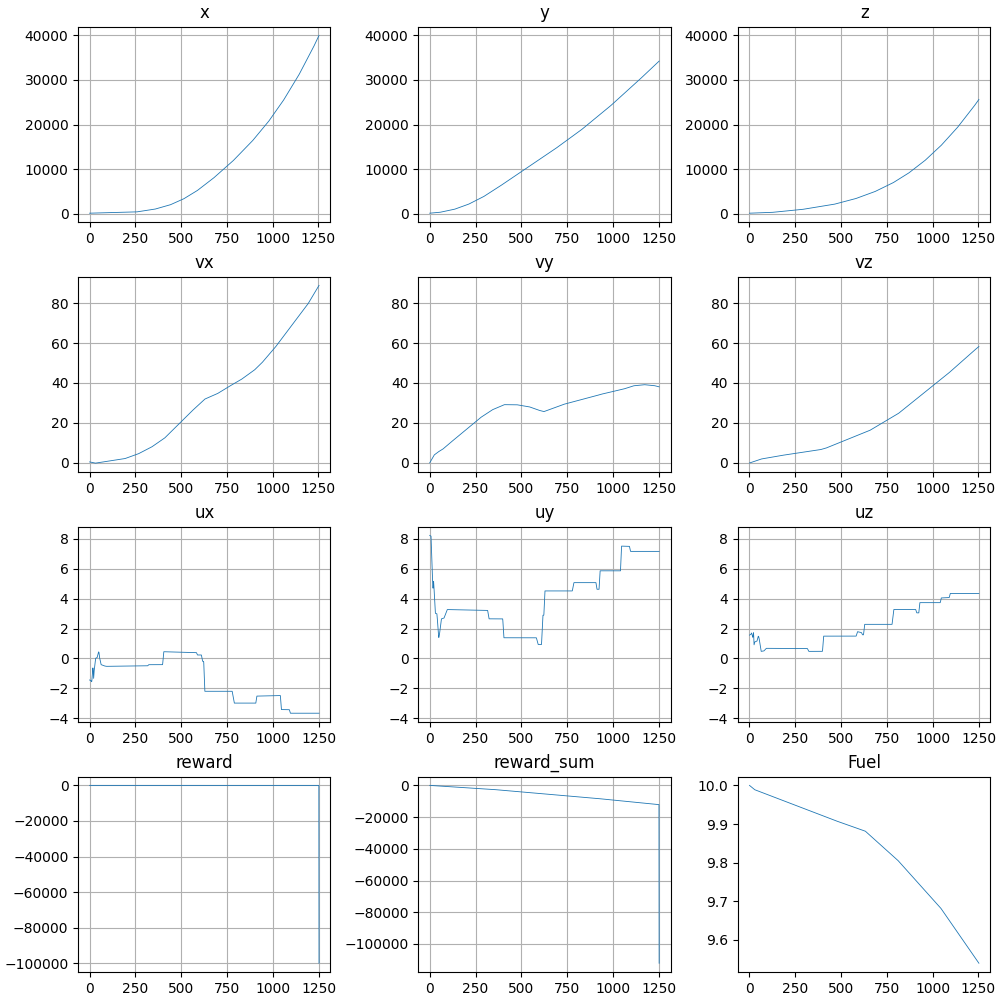 x y z
40000 40000 40000
30000 30000 30000
20000 20000 20000
10000 10000 10000
0 0 0
0 250 500 750 1000 1250 0 250 500 750 1000 1250 0 250 500 750 1000 1250
vx vy vz
80 80 80
60 60 60
40 40 40
20 20 20
0 0 0
0 250 500 750 1000 1250 0 250 500 750 1000 1250 0 250 500 750 1000 1250
ux uy uz
8 8 8
6 6 6
4 4 4
2 2 2
0 0 0
−2 −2 −2
−4 −4 −4
0 250 500 750 1000 1250 0 250 500 750 1000 1250 0 250 500 750 1000 1250
reward reward_sum Fuel
0 0 10.0
−20000 −20000 9.9
−40000 −40000 9.8
−60000 −60000 9.7
−80000 −80000 9.6
−100000 −100000
0 250 500 750 1000 1250 0 250 500 750 1000 1250 0 250 500 750 1000 1250